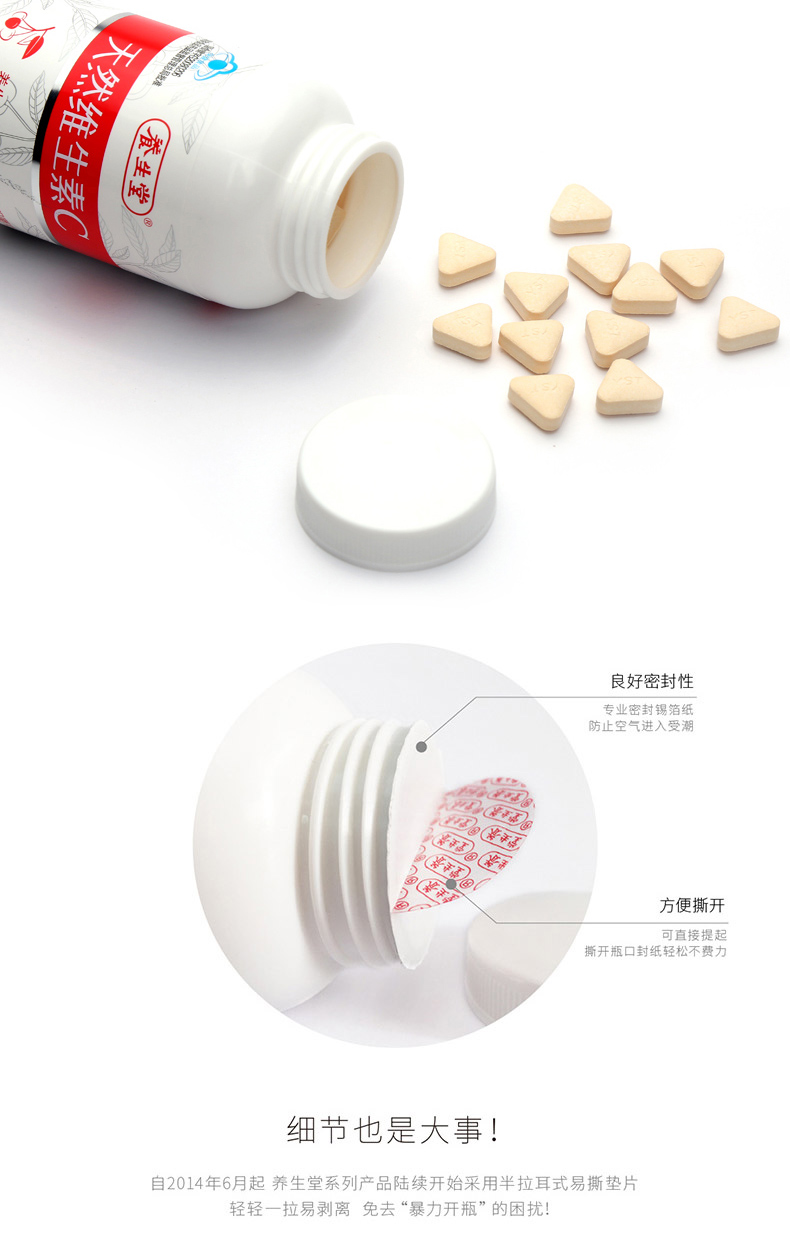 天然维生素C
养生堂®
良好密封性
专业密封锡箔纸
防止空气进入受潮
方便撕开
可直接提起
撕开瓶口封纸轻松不费力
细节也是大事!
自2014年6月起 养生堂系列产品陆续开始采用半拉耳式易撕垫片
轻轻一拉易剥离 免去“暴力开瓶”的困扰!